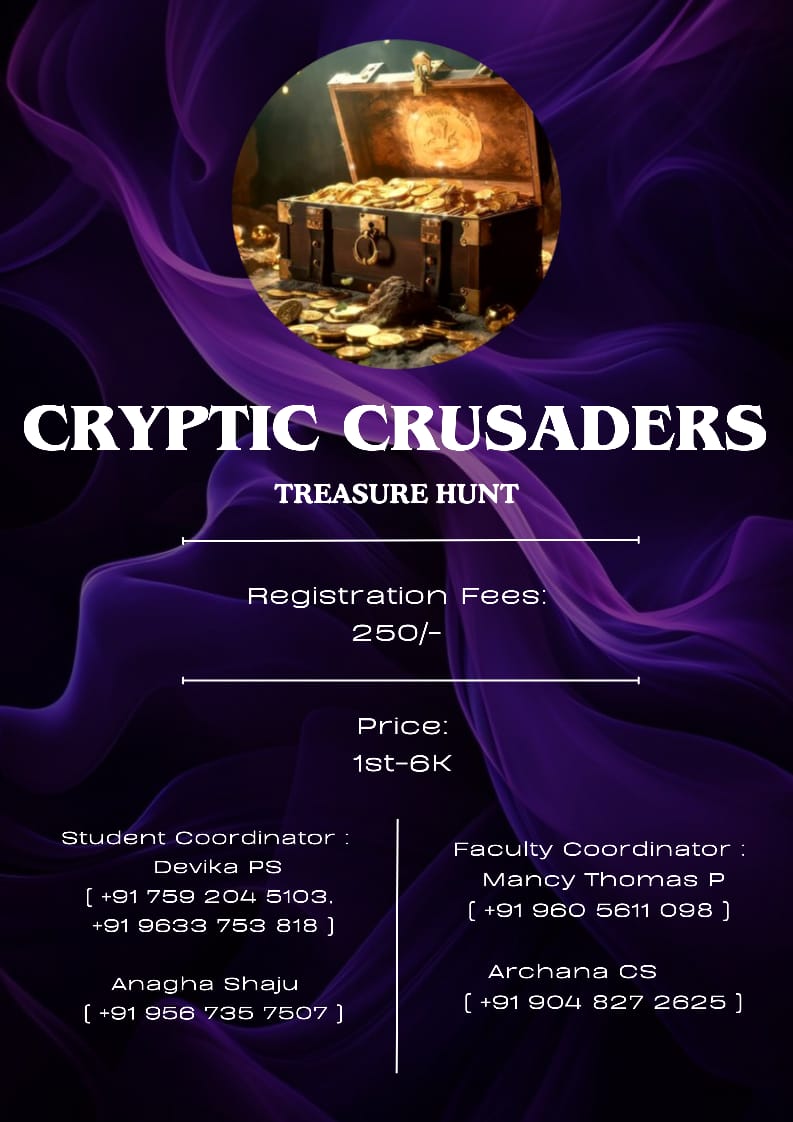 CRYPTIC CRUSADERS
TREASURE HUNT
Registration Fees:
250/-
Price:
1st-6K
Student Coordinator :
Devika PS
( +91 759 204 5103,
+91 9633 753 818 )
Anagha Shaju
( +91 956 735 7507 )
Faculty Coordinator :
Mancy Thomas P
( +91 960 5611 098 )
Archana CS
( +91 904 827 2625 )